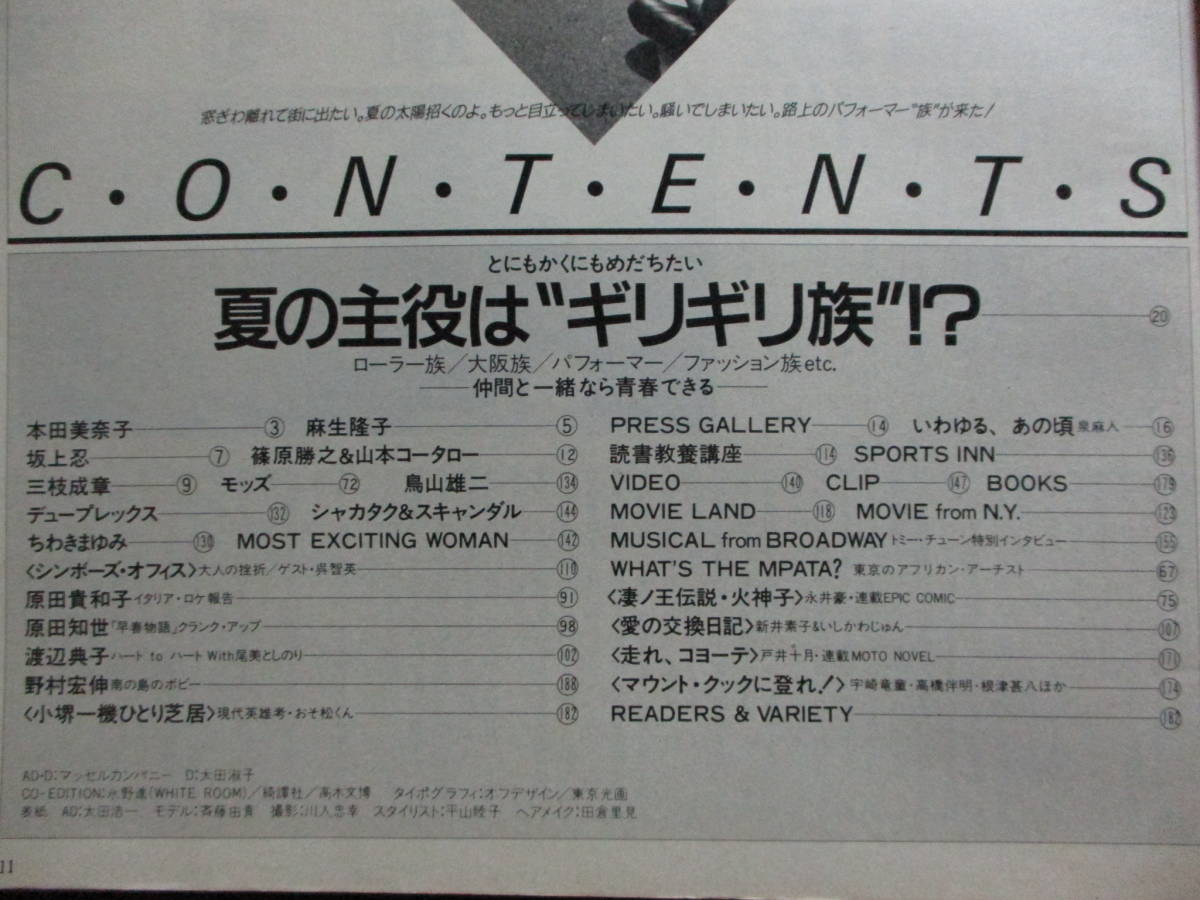 窓ぎわ離れて街に出たい。夏の太陽招くのよ。もっと目立ってしまいたい。騒いでしまいたい。路上のパフォーマー“族”が来た!
C・O・N・T・E・N・T・S
とにもかくにもめだちたい
夏の主役は“ギリギリ族”!? 20
ローラー族/大阪族/パフォーマー/ファッション族etc.
仲間と一緒なら青春できる
本田美奈子 3 麻生隆子 5
坂上忍 7 篠原勝之&山本コータロー 12
三枝成章 9 モッズ 72 鳥山雄二 134
デュープレックス 132 シャカタク&スキャンダル 144
ちわきまゆみ 130 MOST EXCITING WOMAN 142
〈シンボーズ・オフィス〉大人の挫折/ゲスト・呉智英 110
原田貴和子 イタリア・ロケ報告 91
原田知世「早春物語」クランク・アップ 98
渡辺典子 ハート to ハート With尾美としのり 102
野村宏伸 南の島のボビー 188
〈小堺一機ひとり芝居〉現代英雄考・おそ松くん 182
PRESS GALLERY 14 いわゆる、あの頃 泉麻人 16
読書教養講座 114 SPORTS INN 136
VIDEO 140 CLIP 147 BOOKS 179
MOVIE LAND 118 MOVIE from N.Y. 123
MUSICAL from BROADWAY トミー・チューン特別インタビュー 155
WHAT'S THE MPATA? 東京のアフリカン・アーチスト 67
〈凄ノ王伝説・火神子〉永井豪・連載EPIC COMIC 75
〈愛の交換日記〉新井素子&いしかわじゅん 107
〈走れ、コヨーテ〉戸井十月・連載MOTO NOVEL 171
〈マウント・クックに登れ!〉宇崎竜童・高橋伴明・根津甚八ほか 174
READERS & VARIETY 182
AD・D:マッセルカンパニー D:太田淑子
CO-EDITION:水野進(WHITE ROOM)/綺譚社/高木文博 タイポグラフィ:オフデザイン/東京光画
表紙 AD:太田浩一 モデル:斉藤由貴 撮影:川人忠幸 スタイリスト:平山睦子 ヘアメイク:田倉里見
11